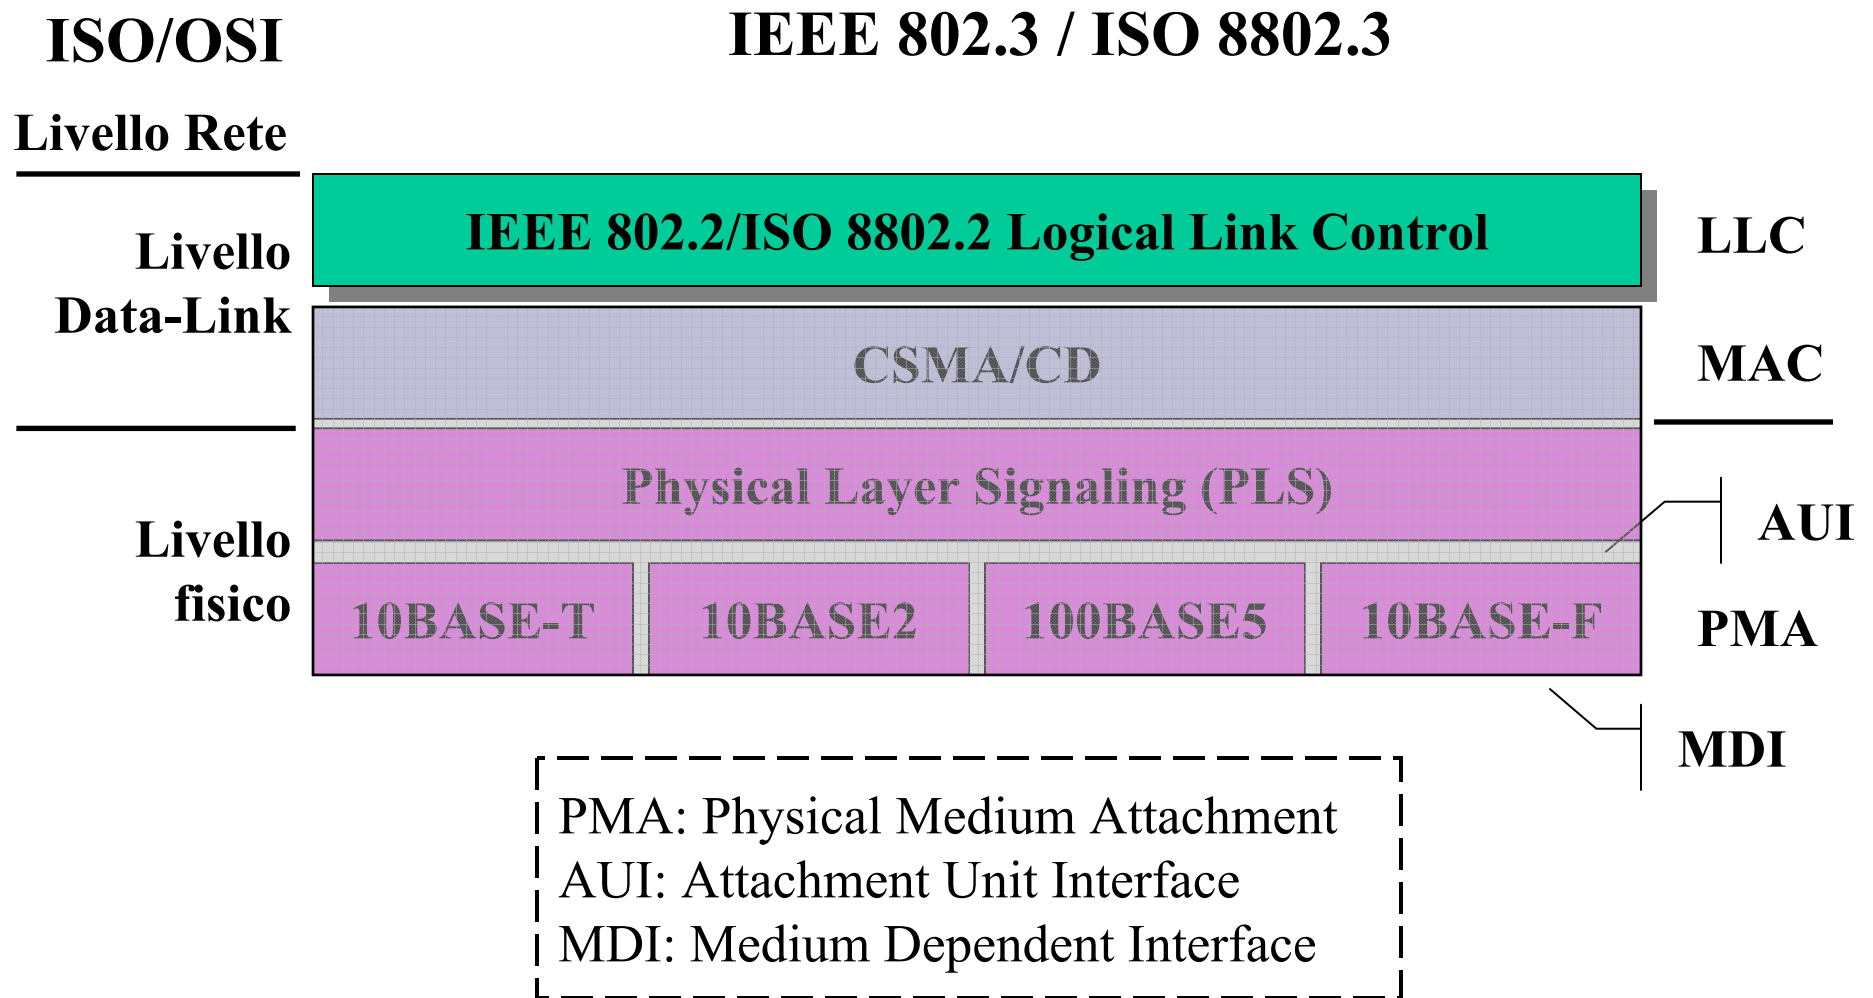 ISO/OSI
IEEE 802.3 / ISO 8802.3
Livello Rete
IEEE 802.2/ISO 8802.2 Logical Link Control
LLC
Livello
Data-Link
CSMA/CD
MAC
Physical Layer Signaling (PLS)
AUI
Livello
fisico
10BASE-T
10BASE2
100BASE5
10BASE-F
PMA
MDI
PMA: Physical Medium Attachment
AUI: Attachment Unit Interface
MDI: Medium Dependent Interface